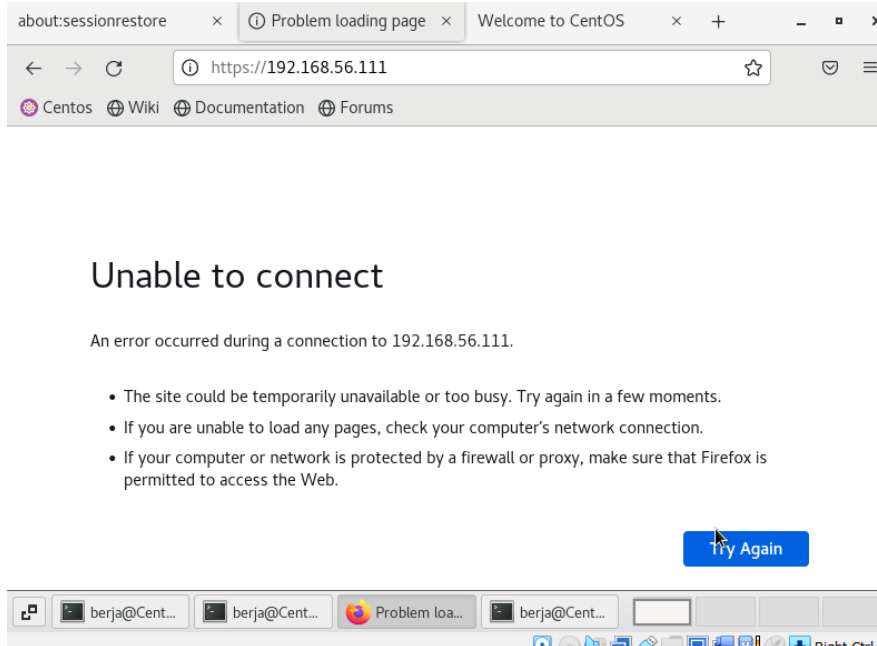 about:sessionrestore × Problem loading page × Welcome to CentOS × +
https://192.168.56.111
Centos Wiki Documentation Forums
Unable to connect
An error occurred during a connection to 192.168.56.111.
• The site could be temporarily unavailable or too busy. Try again in a few moments.
• If you are unable to load any pages, check your computer's network connection.
• If your computer or network is protected by a firewall or proxy, make sure that Firefox is
permitted to access the Web.
Try Again
berja@Cent... berja@Cent... Problem loa... berja@Cent...
Right Ctrl